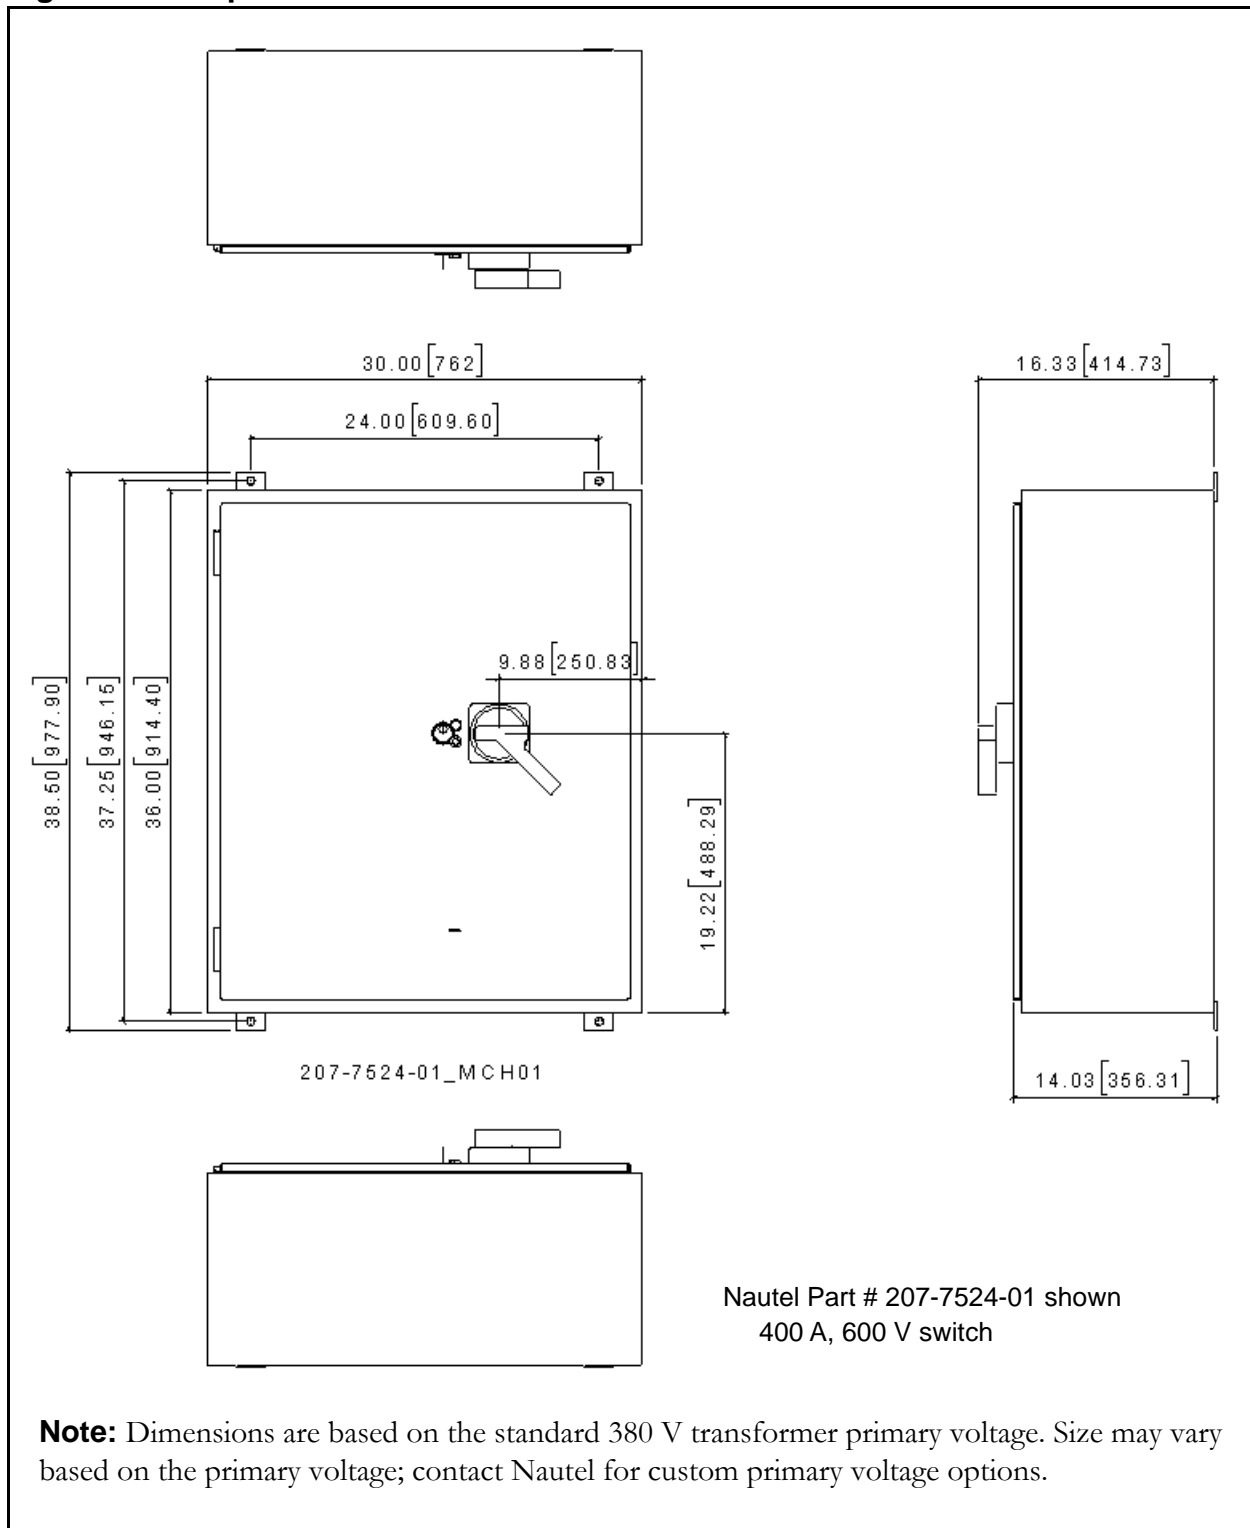 30.00[762]
16.33[414.73]
24.00[609.60]
9.88[250.83]
38.50[977.90]
37.25[946.15]
36.00[914.40]
19.22[488.29]
207-7524-01_MCH01
14.03[356.31]
Nautel Part # 207-7524-01 shown
400 A, 600 V switch
Note: Dimensions are based on the standard 380 V transformer primary voltage. Size may vary
based on the primary voltage; contact Nautel for custom primary voltage options.